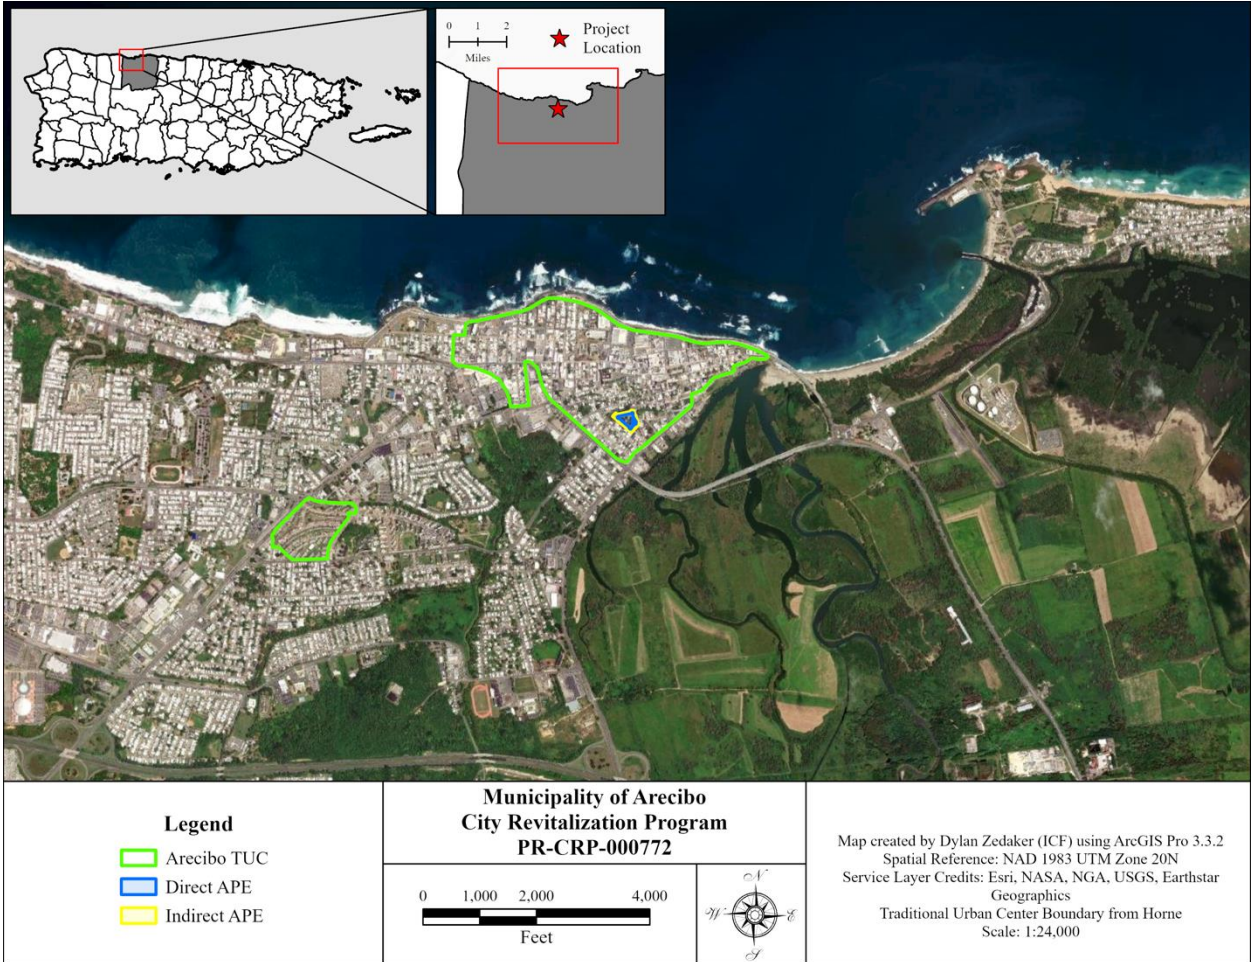 0 1 2
Miles
Project
Location
Legend
Arecibo TUC
Direct APE
Indirect APE
Municipality of Arecibo
City Revitalization Program
PR-CRP-000772
0 1,000 2,000 4,000
Feet
N
W E
S
Map created by Dylan Zedaker (ICF) using ArcGIS Pro 3.3.2
Spatial Reference: NAD 1983 UTM Zone 20N
Service Layer Credits: Esri, NASA, NGA, USGS, Earthstar
Geographics
Traditional Urban Center Boundary from Horne
Scale: 1:24,000